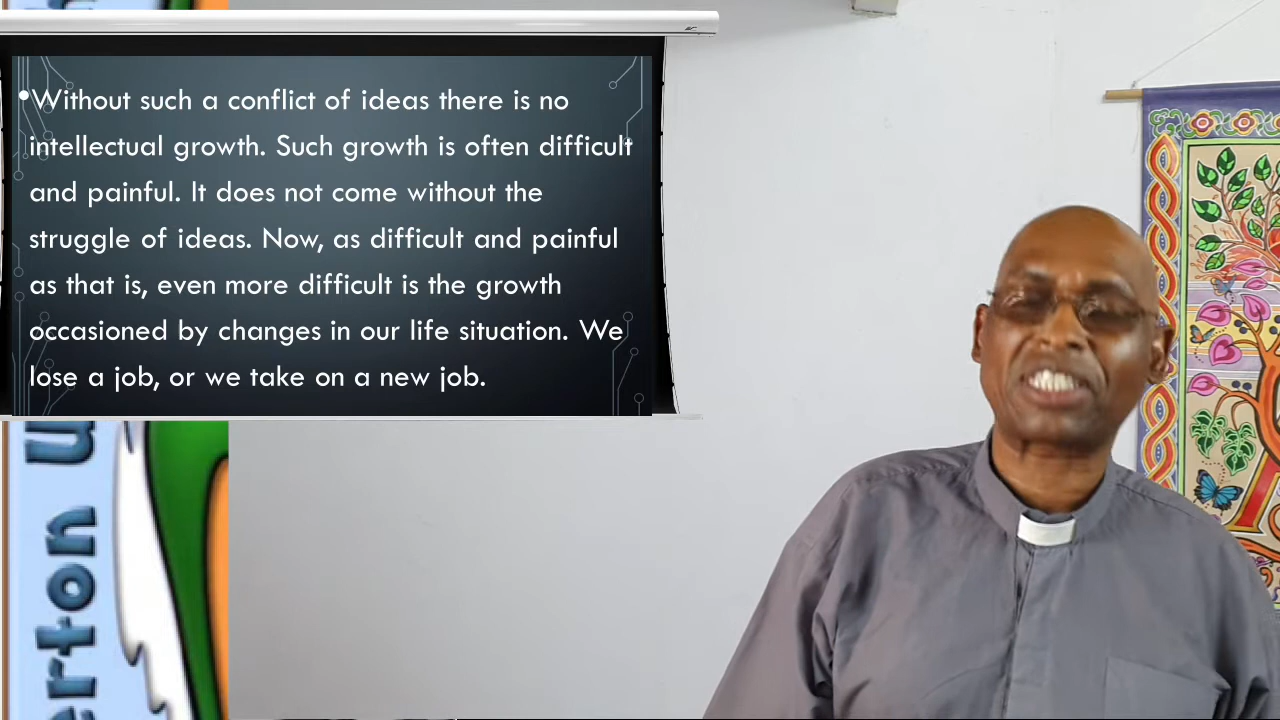 •Without such a conflict of ideas there is no
intellectual growth. Such growth is often difficult
and painful. It does not come without the
struggle of ideas. Now, as difficult and painful
as that is, even more difficult is the growth
occasioned by changes in our life situation. We
lose a job, or we take on a new job.
erton